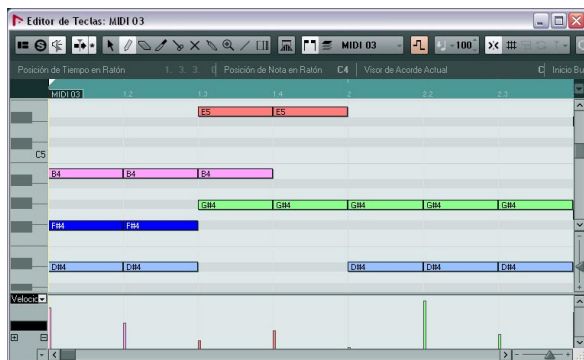 Editor de Teclas: MIDI 03
MIDI 03
100
Posición de Tiempo en Ratón 1. 3. 3. Posición de Nota en Ratón C4 Visor de Acorde Actual C Inicio Bu
MIDI 03 1.2 1.3 1.4 2 2.2 2.3
E5 E5
C5
B4 B4 B4
G#4 G#4 G#4 G#4 G#4
F#4 F#4
D#4 D#4 D#4 D#4 D#4
Velocic